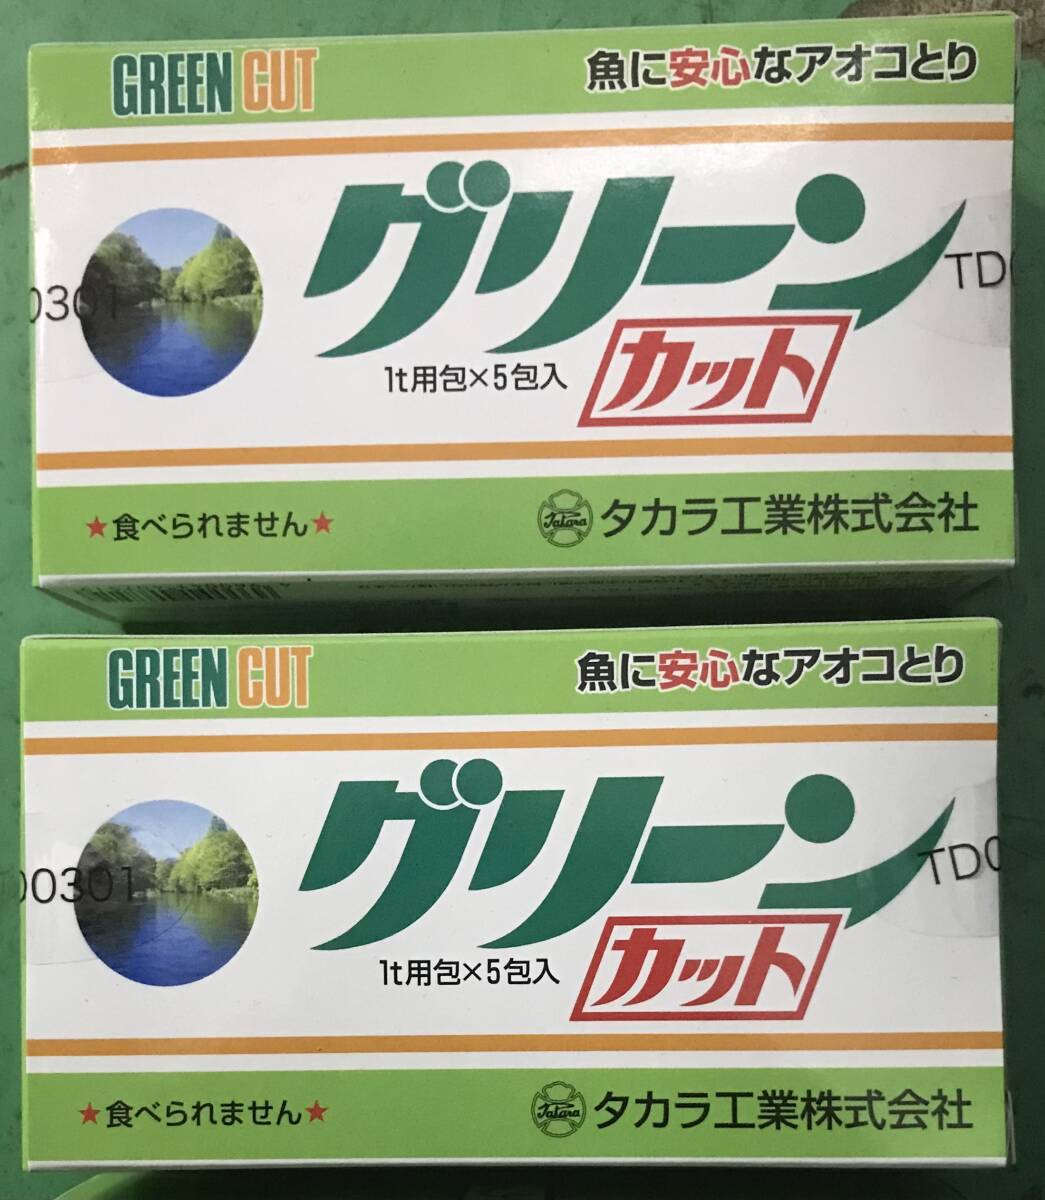 GREEN CUT
魚に安心なアオコとり
グリーン
カット
1t用包×5包入
★食べられません★
Takara タカラ工業株式会社
GREEN CUT
魚に安心なアオコとり
グリーン
カット
1t用包×5包入
★食べられません★
Takara タカラ工業株式会社